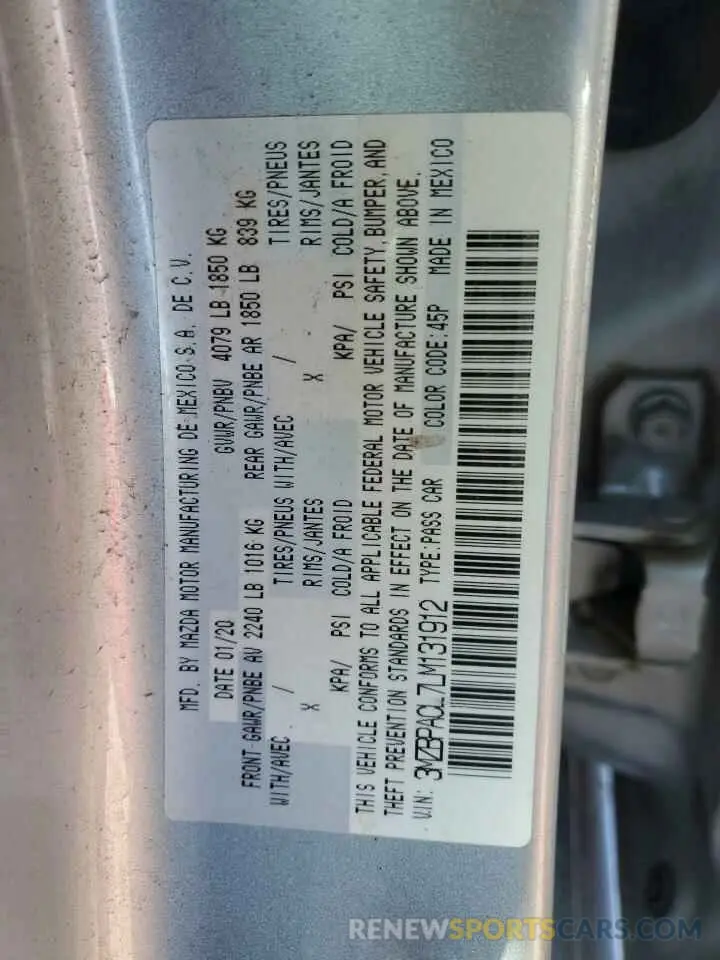 MFD. BY MAZDA MOTOR MANUFACTURING DE MEXICO S.A. DE C.V.
DATE 01/20 GVWR/PNBV 4079 LB 1850 KG
FRONT GAWR/PNBE AV 2240 LB 1016 KG REAR GAWR/PNBE AR 1850 LB 839 KG
WITH/AVEC . / TIRES/PNEUS WITH/AVEC / TIRES/PNEUS
X RIMS/JANTES X RIMS/JANTES
KPA/ PSI COLD/A FROID KPA/ PSI COLD/A FROID
THIS VEHICLE CONFORMS TO ALL APPLICABLE FEDERAL MOTOR VEHICLE SAFETY, BUMPER, AND
THEFT PREVENTION STANDARDS IN EFFECT ON THE DATE OF MANUFACTURE SHOWN ABOVE.
VIN: 3MZBPAQL7LM131912 TYPE:PASS CAR COLOR CODE:45P MADE IN MEXICO
RENEWSPORTSCARS.COM